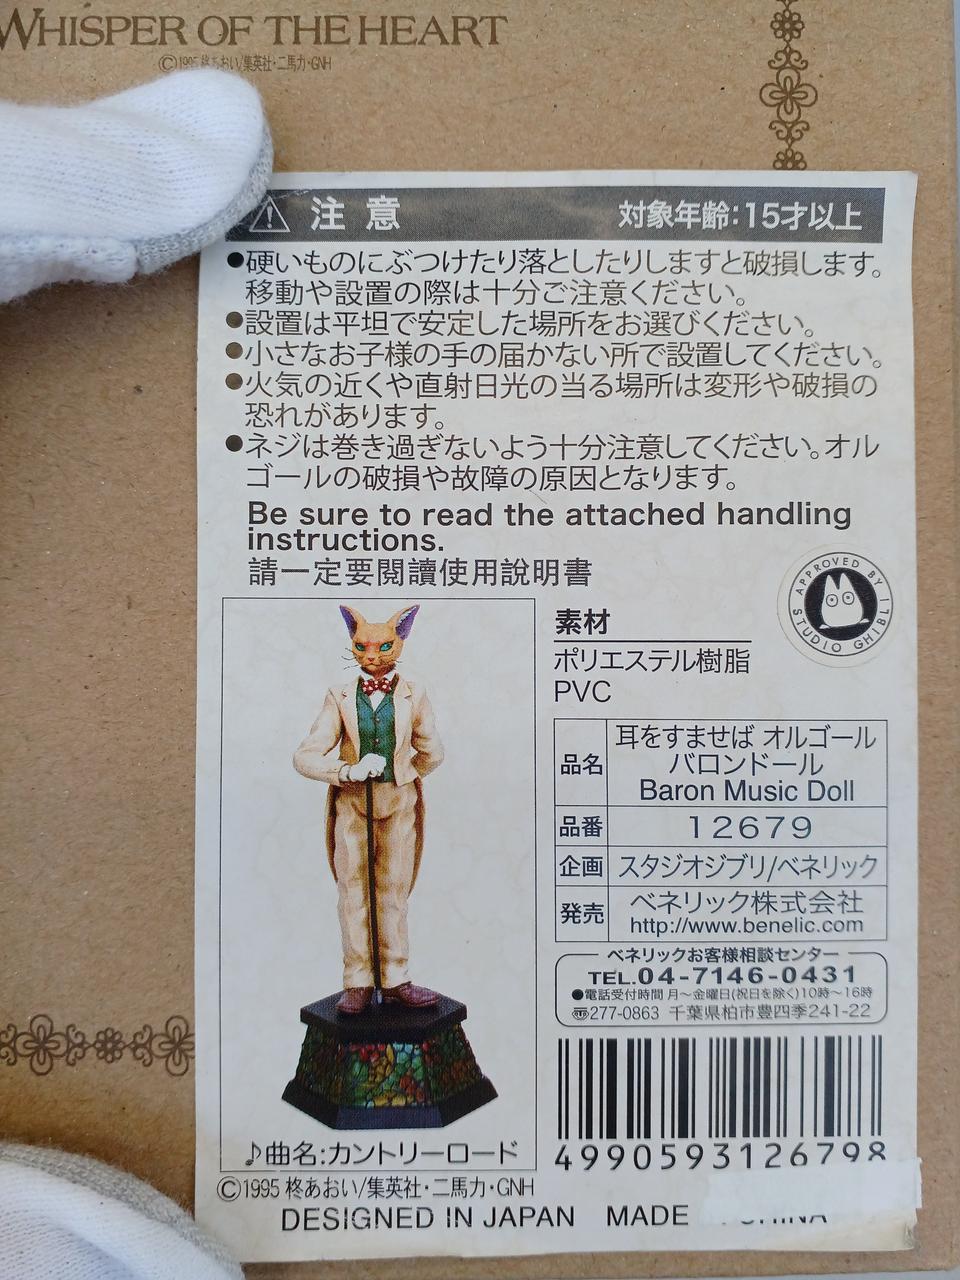 WHISPER OF THE HEART
©1995 柊あおい/集英社・二馬力・GNH
注意 対象年齢:15才以上
●硬いものにぶつけたり落としたりしますと破損します。
移動や設置の際は十分ご注意ください。
●設置は平坦で安定した場所をお選びください。
●小さなお子様の手の届かない所で設置してください。
●火気の近くや直射日光の当る場所は変形や破損の
恐れがあります。
●ネジは巻き過ぎないよう十分注意してください。オル
ゴールの破損や故障の原因となります。
Be sure to read the attached handling
instructions.
請一定要閱讀使用說明書
APPROVED BY STUDIO GHIBLI
素材
ポリエステル樹脂
PVC
品名 耳をすませば オルゴール
バロンドール
Baron Music Doll
品番 12679
企画 スタジオジブリ/ベネリック
発売 ベネリック株式会社
http://www.benelic.com
ベネリックお客様相談センター
TEL.04-7146-0431
●電話受付時間 月〜金曜日(祝日を除く)10時〜16時
〠277-0863 千葉県柏市豊四季241-22
4990593126798
♪曲名:カントリーロード
©1995 柊あおい/集英社・二馬力・GNH
DESIGNED IN JAPAN MADE CHINA